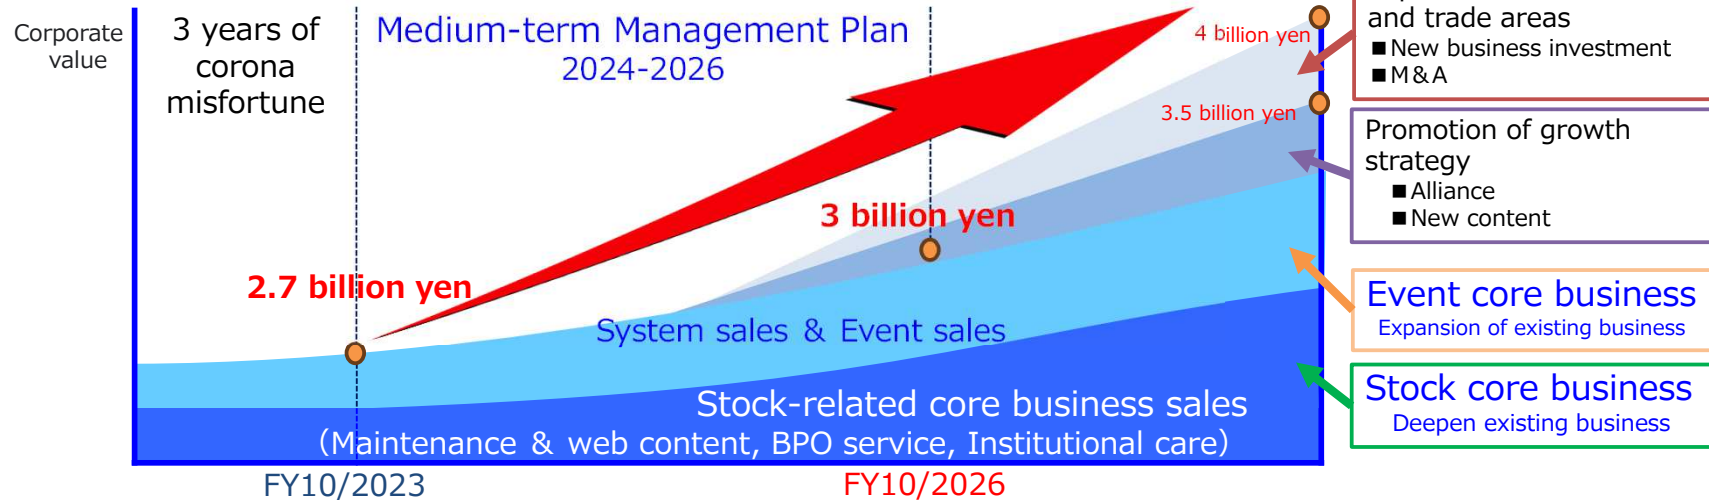 Corporate
value
3 years of
corona
misfortune
Medium-term Management Plan
2024-2026
4 billion yen
3.5 billion yen
3 billion yen
2.7 billion yen
System sales & Event sales
Stock-related core business sales
(Maintenance & web content, BPO service, Institutional care)
FY10/2023
FY10/2026
and trade areas
■New business investment
■M&A
Promotion of growth
strategy
■Alliance
■New content
Event core business
Expansion of existing business
Stock core business
Deepen existing business